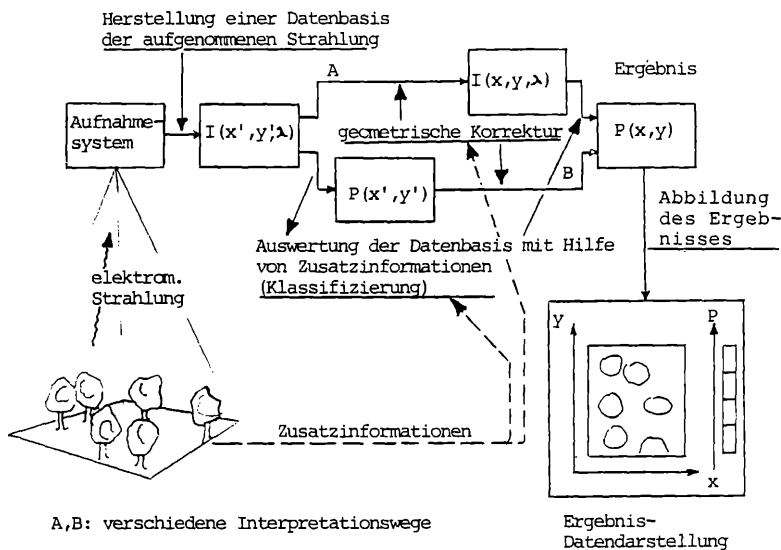 Herstellung einer Datenbasis
der aufgenommenen Strahlung
A
I(x,y,λ)
Ergebnis
Aufnahme-
system
I(x',y',λ)
geometrische Korrektur
P(x,y)
P(x',y')
B
Abbildung
des Ergeb-
nisses
Auswertung der Datenbasis mit Hilfe
von Zusatzinformationen
(Klassifizierung)
elektrom.
Strahlung
y
P
x
Zusatzinformationen
A,B: verschiedene Interpretationswege
Ergebnis-
Datendarstellung